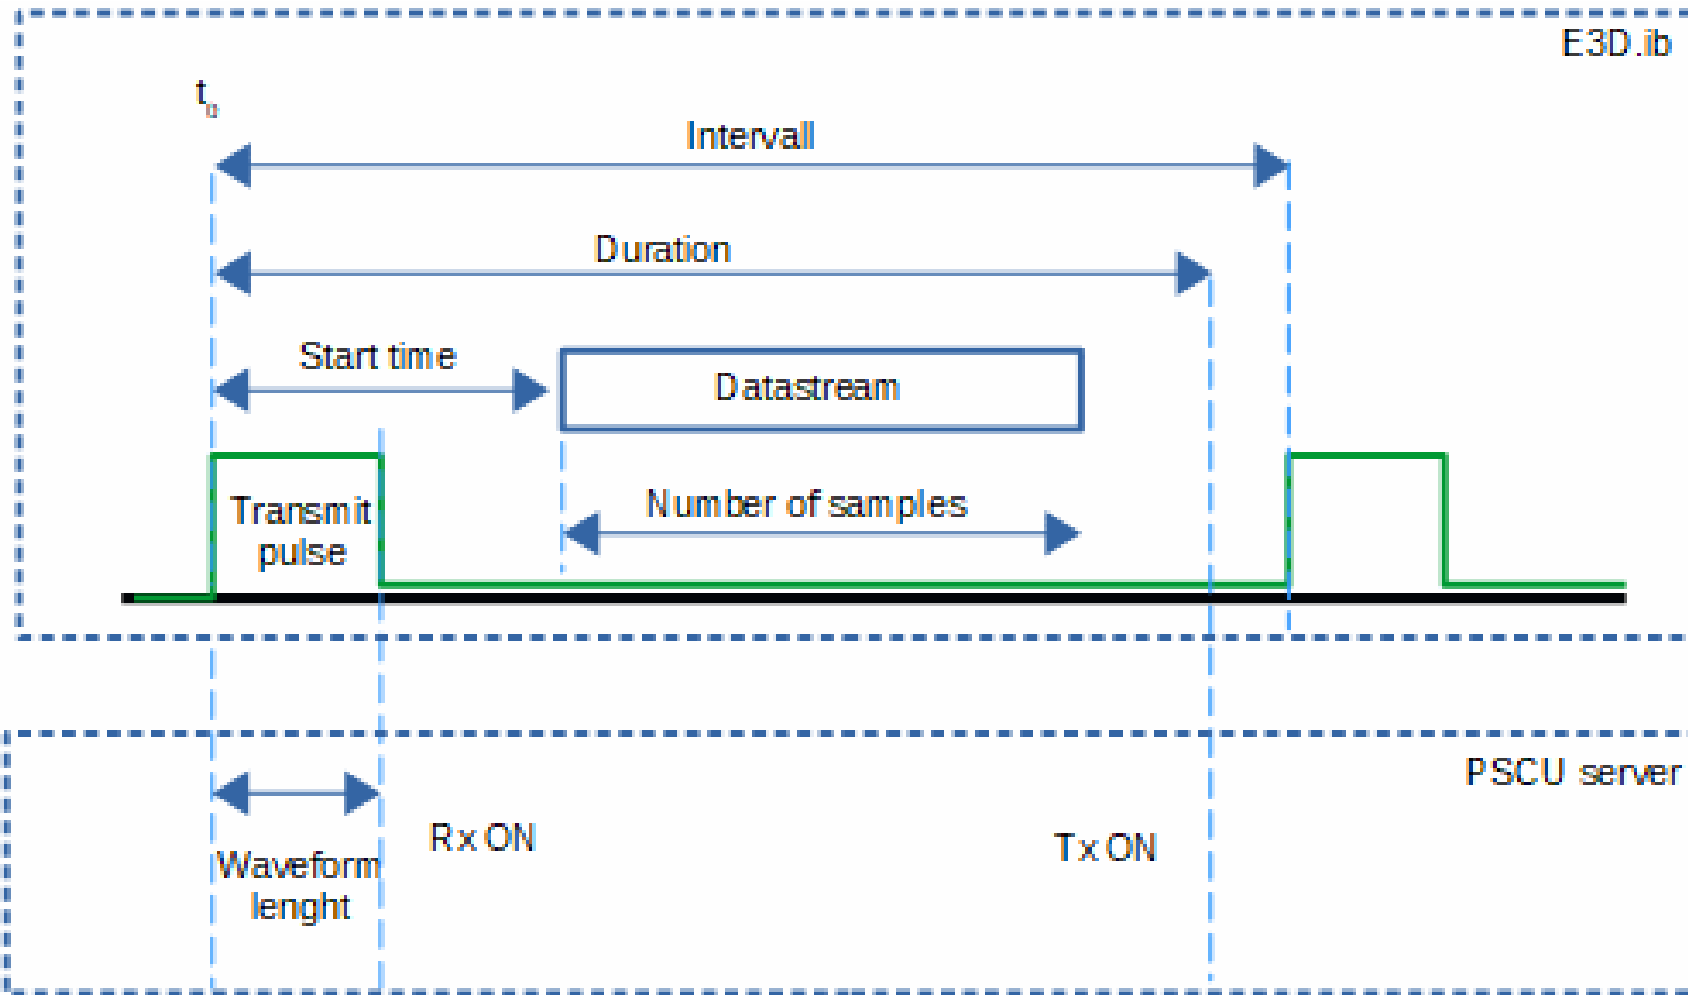 E3D.ib
t0
Intervall
Duration
Start time
Datastream
Number of samples
Transmit
pulse
PSCU server
Rx ON
Tx ON
Waveform
lenght